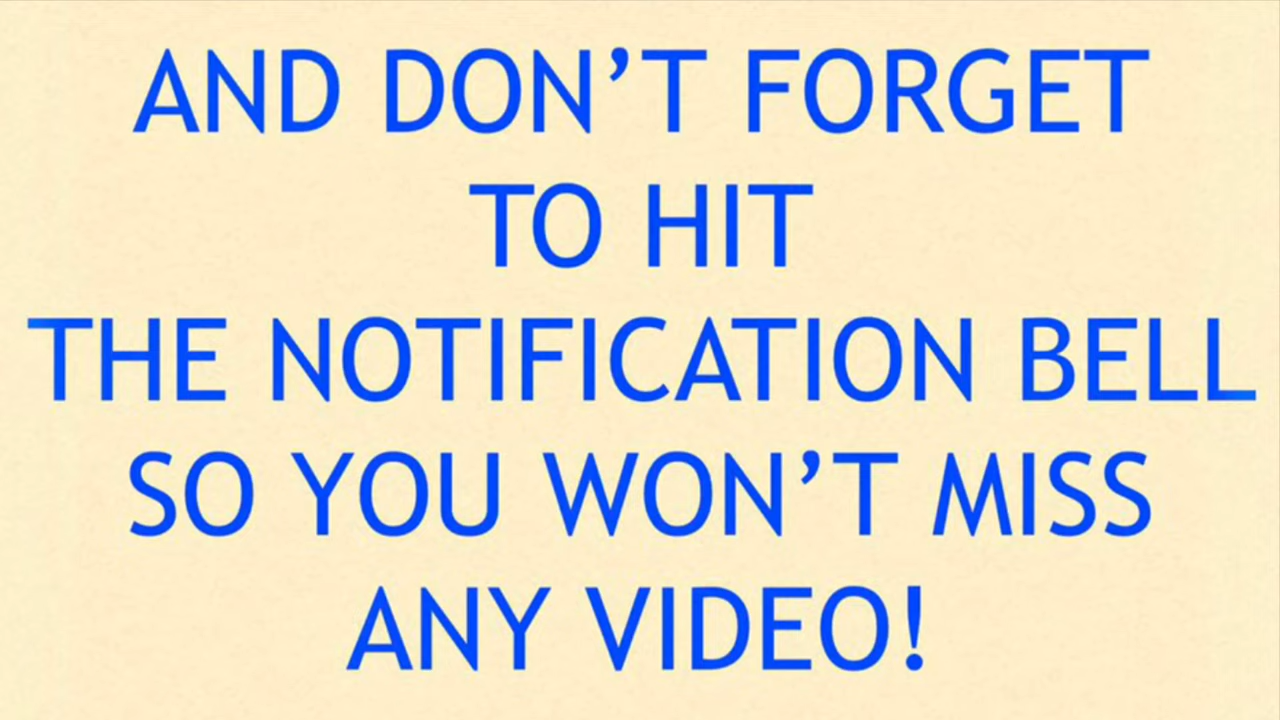 AND DON’T FORGET
TO HIT
THE NOTIFICATION BELL
SO YOU WON’T MISS
ANY VIDEO!